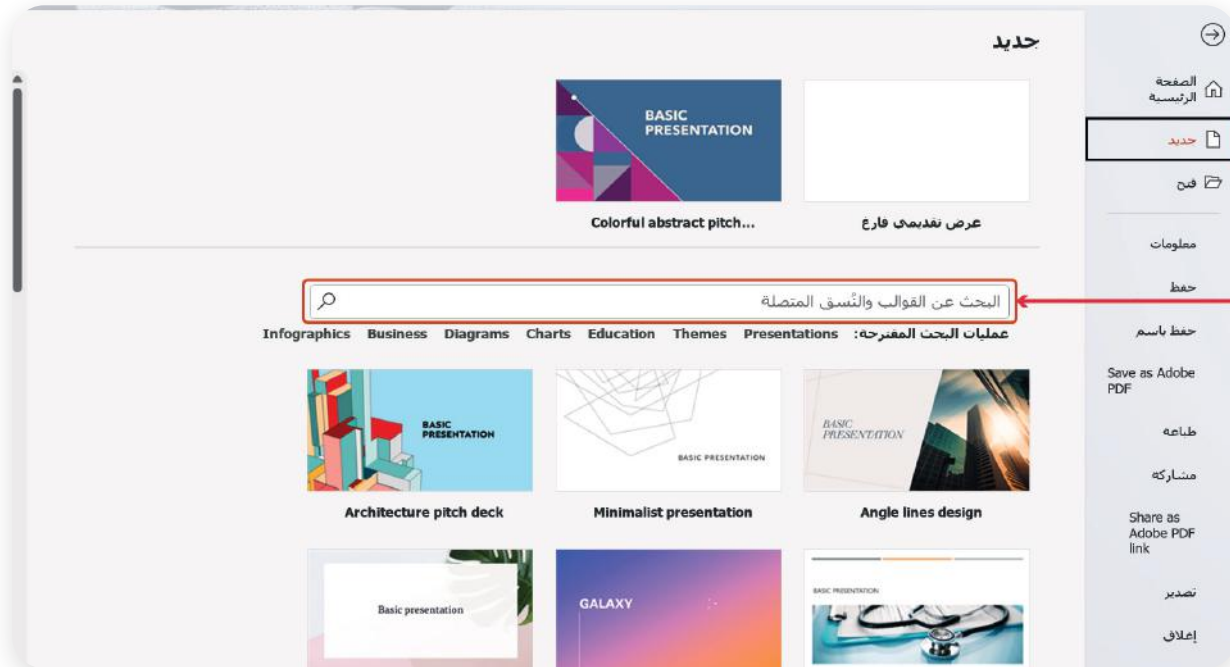 جديد
الصفحة
الرئيسية
جديد
فتح
معلومات
حفظ
حفظ باسم
Save as Adobe
PDF
طباعة
مشاركة
Share as
Adobe PDF
link
تصدير
إغلاق
BASIC
PRESENTATION
عرض تقديمي فارغ
Colorful abstract pitch...
البحث عن القوالب والنُسق المتصلة
عمليات البحث المقترحة: Presentations Themes Education Charts Diagrams Business Infographics
BASIC
PRESENTATION
BASIC PRESENTATION
BASIC
PRESENTATION
Angle lines design
Minimalist presentation
Architecture pitch deck
BASIC PRESENTATION
GALAXY
Basic presentation